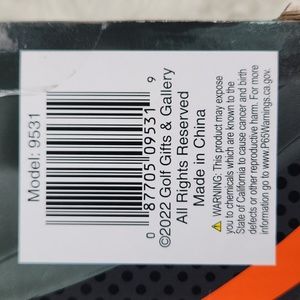 Model: 9531
0 87705 09531 9
©2022 Golf Gifts & Gallery
All Rights Reserved
Made in China
⚠ WARNING: This product may expose
you to chemicals which are known to the
State of California to cause cancer and birth
defects or other reproductive harm. For more
information go to www.P65Warnings.ca.gov.